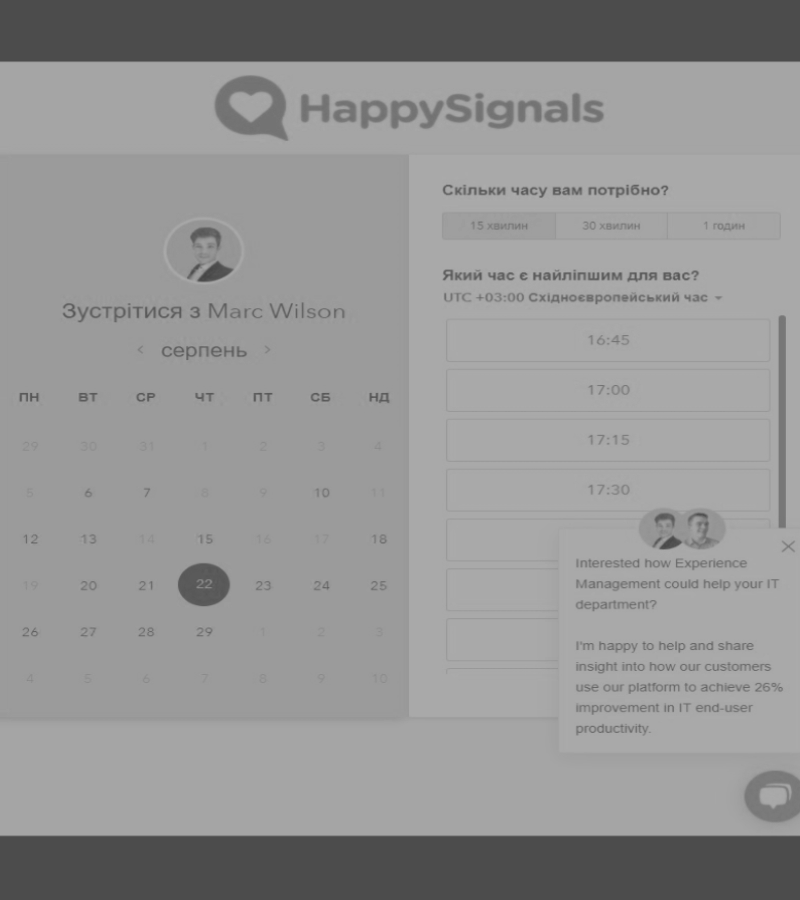 HappySignals
Зустрітися з Marc Wilson
серпень
ПН ВТ СР ЧТ ПТ СБ НД
29 30 31 1 2 3 4
5 6 7 8 9 10 11
12 13 14 15 16 17 18
19 20 21 22 23 24 25
26 27 28 29 1 2 3
4 5 6 7 8 9 10
Скільки часу вам потрібно?
15 хвилин 30 хвилин 1 годин
Який час є найліпшим для вас?
UTC +03:00 Східноєвропейський час
16:45
17:00
17:15
17:30
Interested how Experience
Management could help your IT
department?
I'm happy to help and share
insight into how our customers
use our platform to achieve 26%
improvement in IT end-user
productivity.